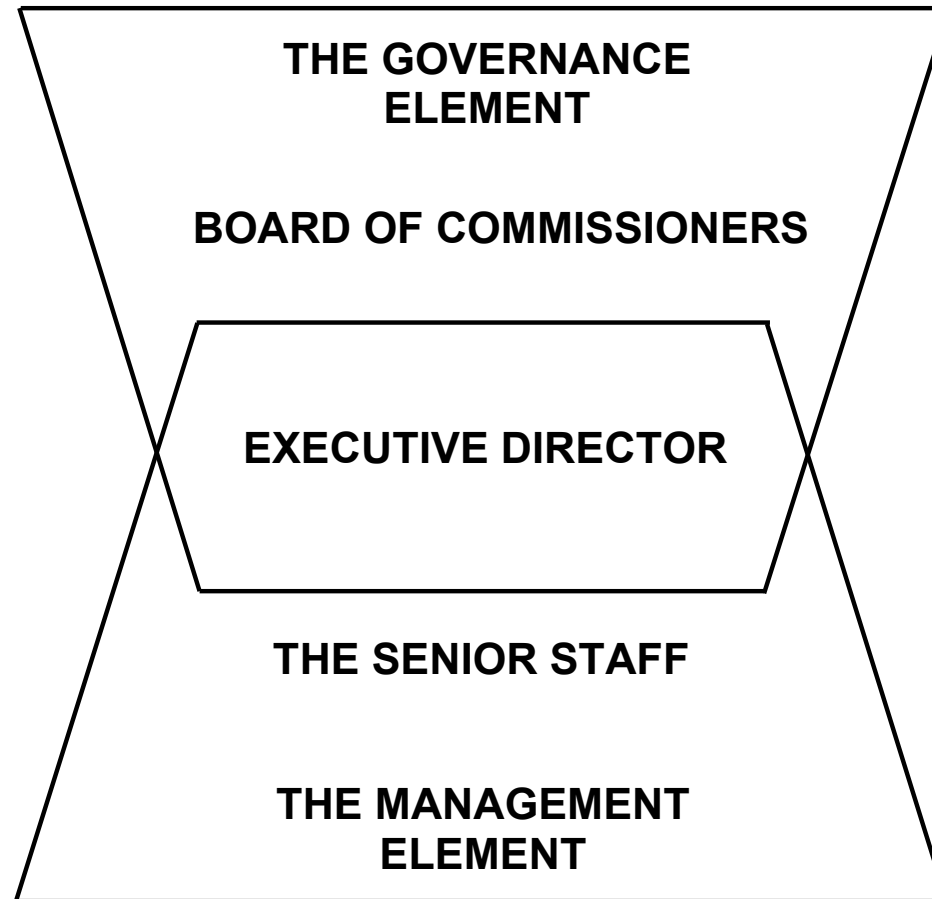 THE GOVERNANCE
ELEMENT
BOARD OF COMMISSIONERS
EXECUTIVE DIRECTOR
THE SENIOR STAFF
THE MANAGEMENT
ELEMENT